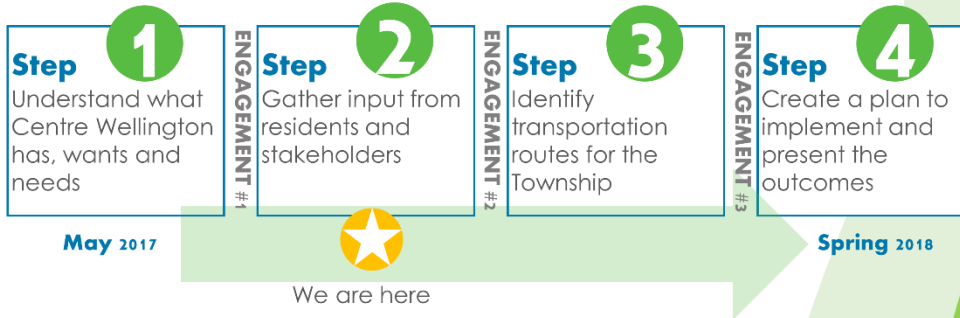 Step 1
Understand what
Centre Wellington
has, wants and
needs
ENGAGEMENT #1
Step 2
Gather input from
residents and
stakeholders
ENGAGEMENT #2
Step 3
Identify
transportation
routes for the
Township
ENGAGEMENT #3
Step 4
Create a plan to
implement and
present the
outcomes
May 2017
Spring 2018
We are here